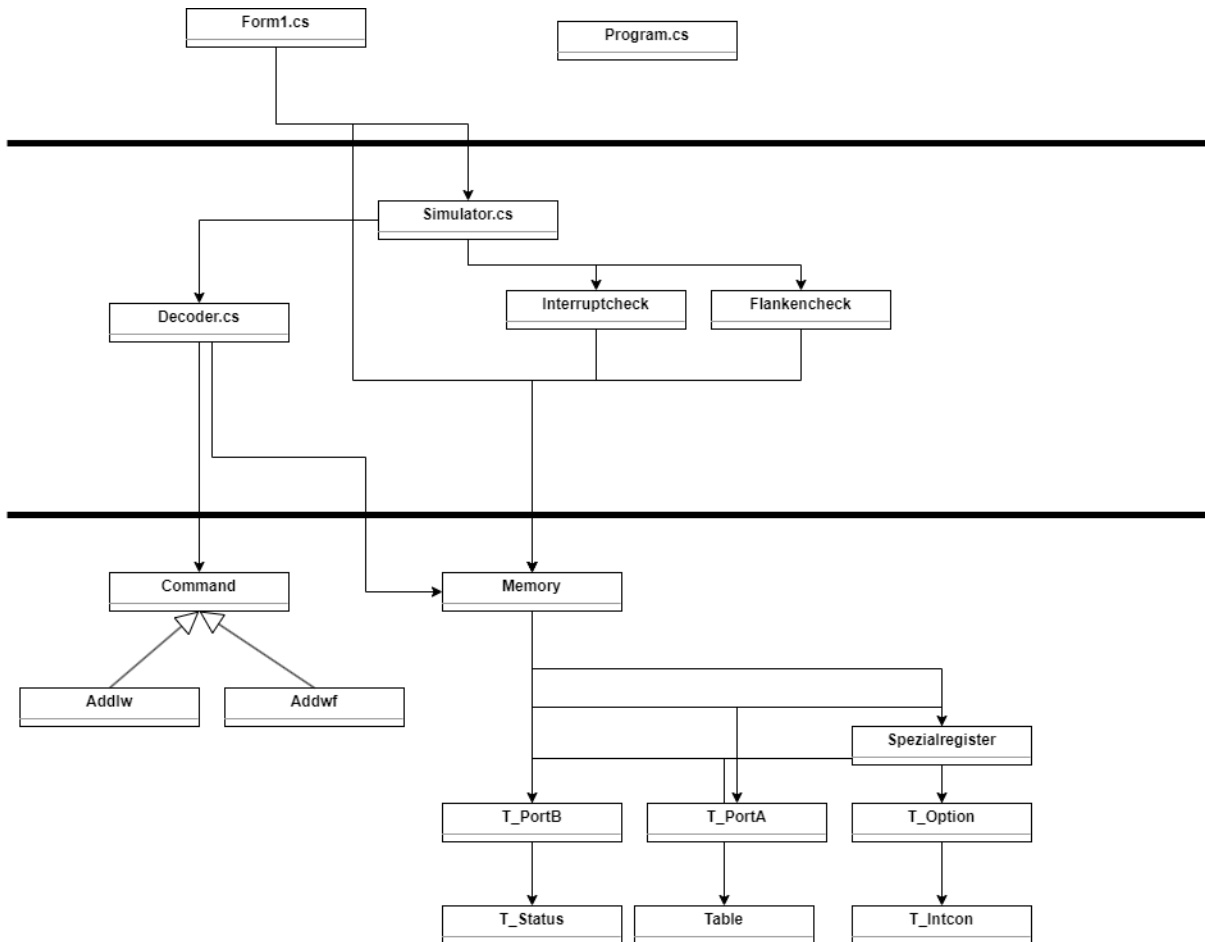 Form1.cs
Program.cs
Simulator.cs
Interruptcheck
Flankencheck
Decoder.cs
Command
Memory
Addlw
Addwf
Spezialregister
T_PortB
T_PortA
T_Option
T_Status
Table
T_Intcon